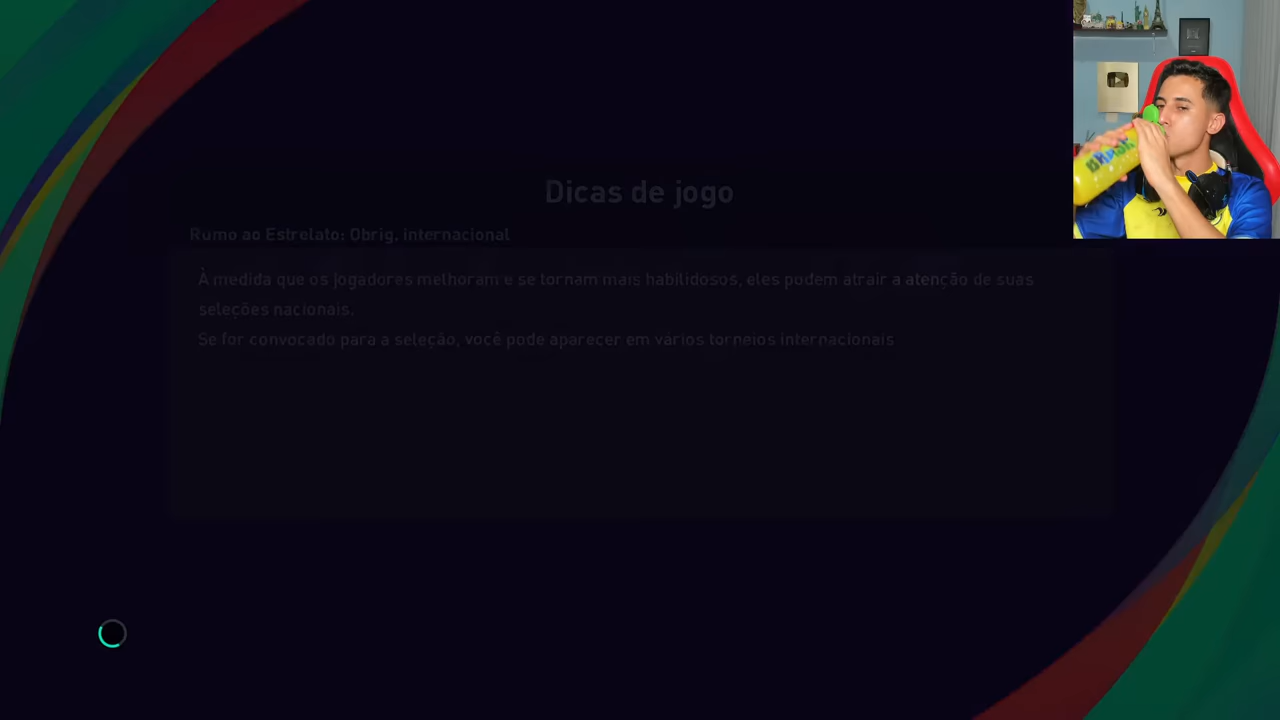 Dicas de jogo
Rumo ao Estrelato: Obrig. internacional
À medida que os jogadores melhoram e se tornam mais habilidosos, eles podem atrair a atenção de suas
seleções nacionais.
Se for convocado para a seleção, você pode aparecer em vários torneios internacionais